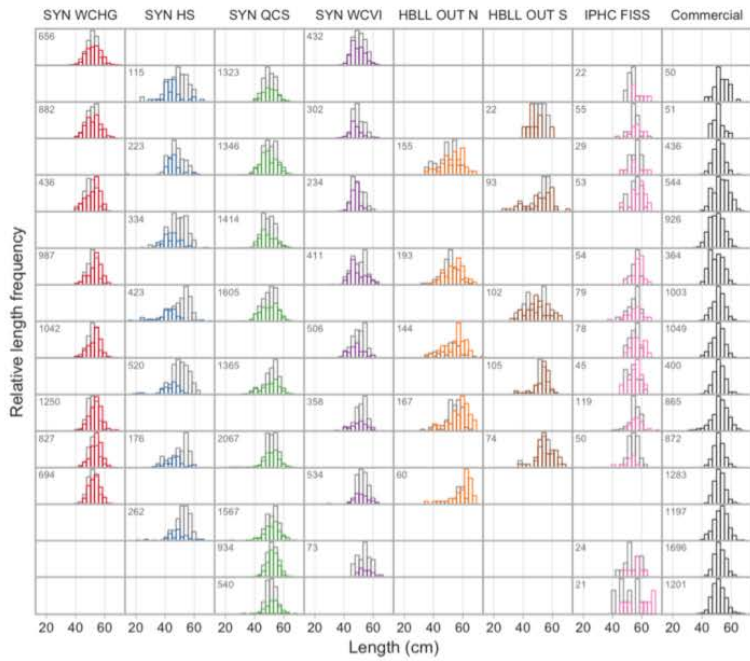 SYN WCHG SYN HS SYN QCS SYN WCVI HBLL OUT N HBLL OUT S IPHC FISS Commercial
656 432
115 1323 22 50
882 302 22 55 51
223 1346 155 29 436
436 234 93 53 544
334 1414 926
987 411 193 54 364
423 1605 102 79 1003
1042 506 144 78 1049
520 1365 105 45 400
1250 358 167 119 865
827 176 2067 74 50 872
694 534 60 1283
262 1567 1197
934 73 24 1696
540 21 1201
20 40 60 20 40 60 20 40 60 20 40 60 20 40 60 20 40 60 20 40 60 20 40 60
Length (cm)
Relative length frequency